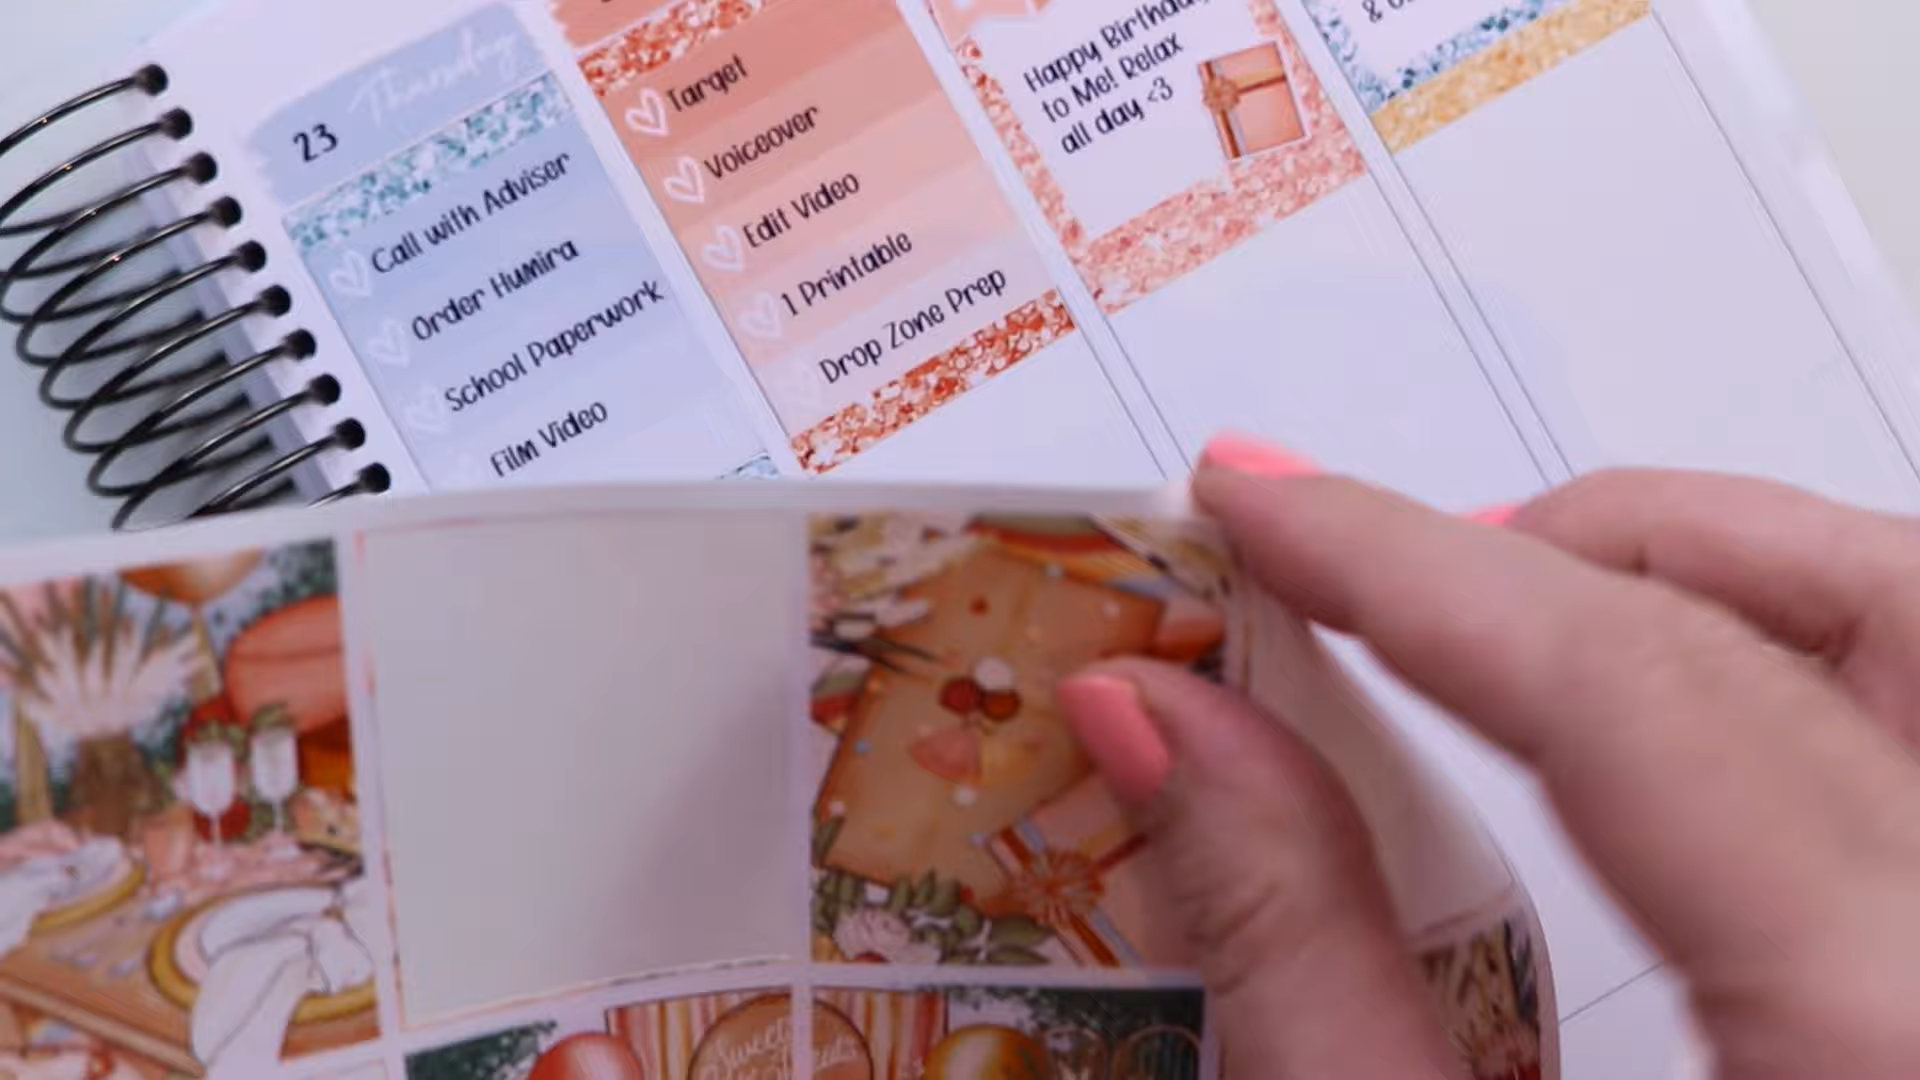 23 Thursday
Call with Adviser
Order Humira
School Paperwork
Film Video
Target
Voiceover
Edit Video
1 Printable
Drop Zone Prep
Happy Birthday
to Me! Relax
all day <3
&
Sweet